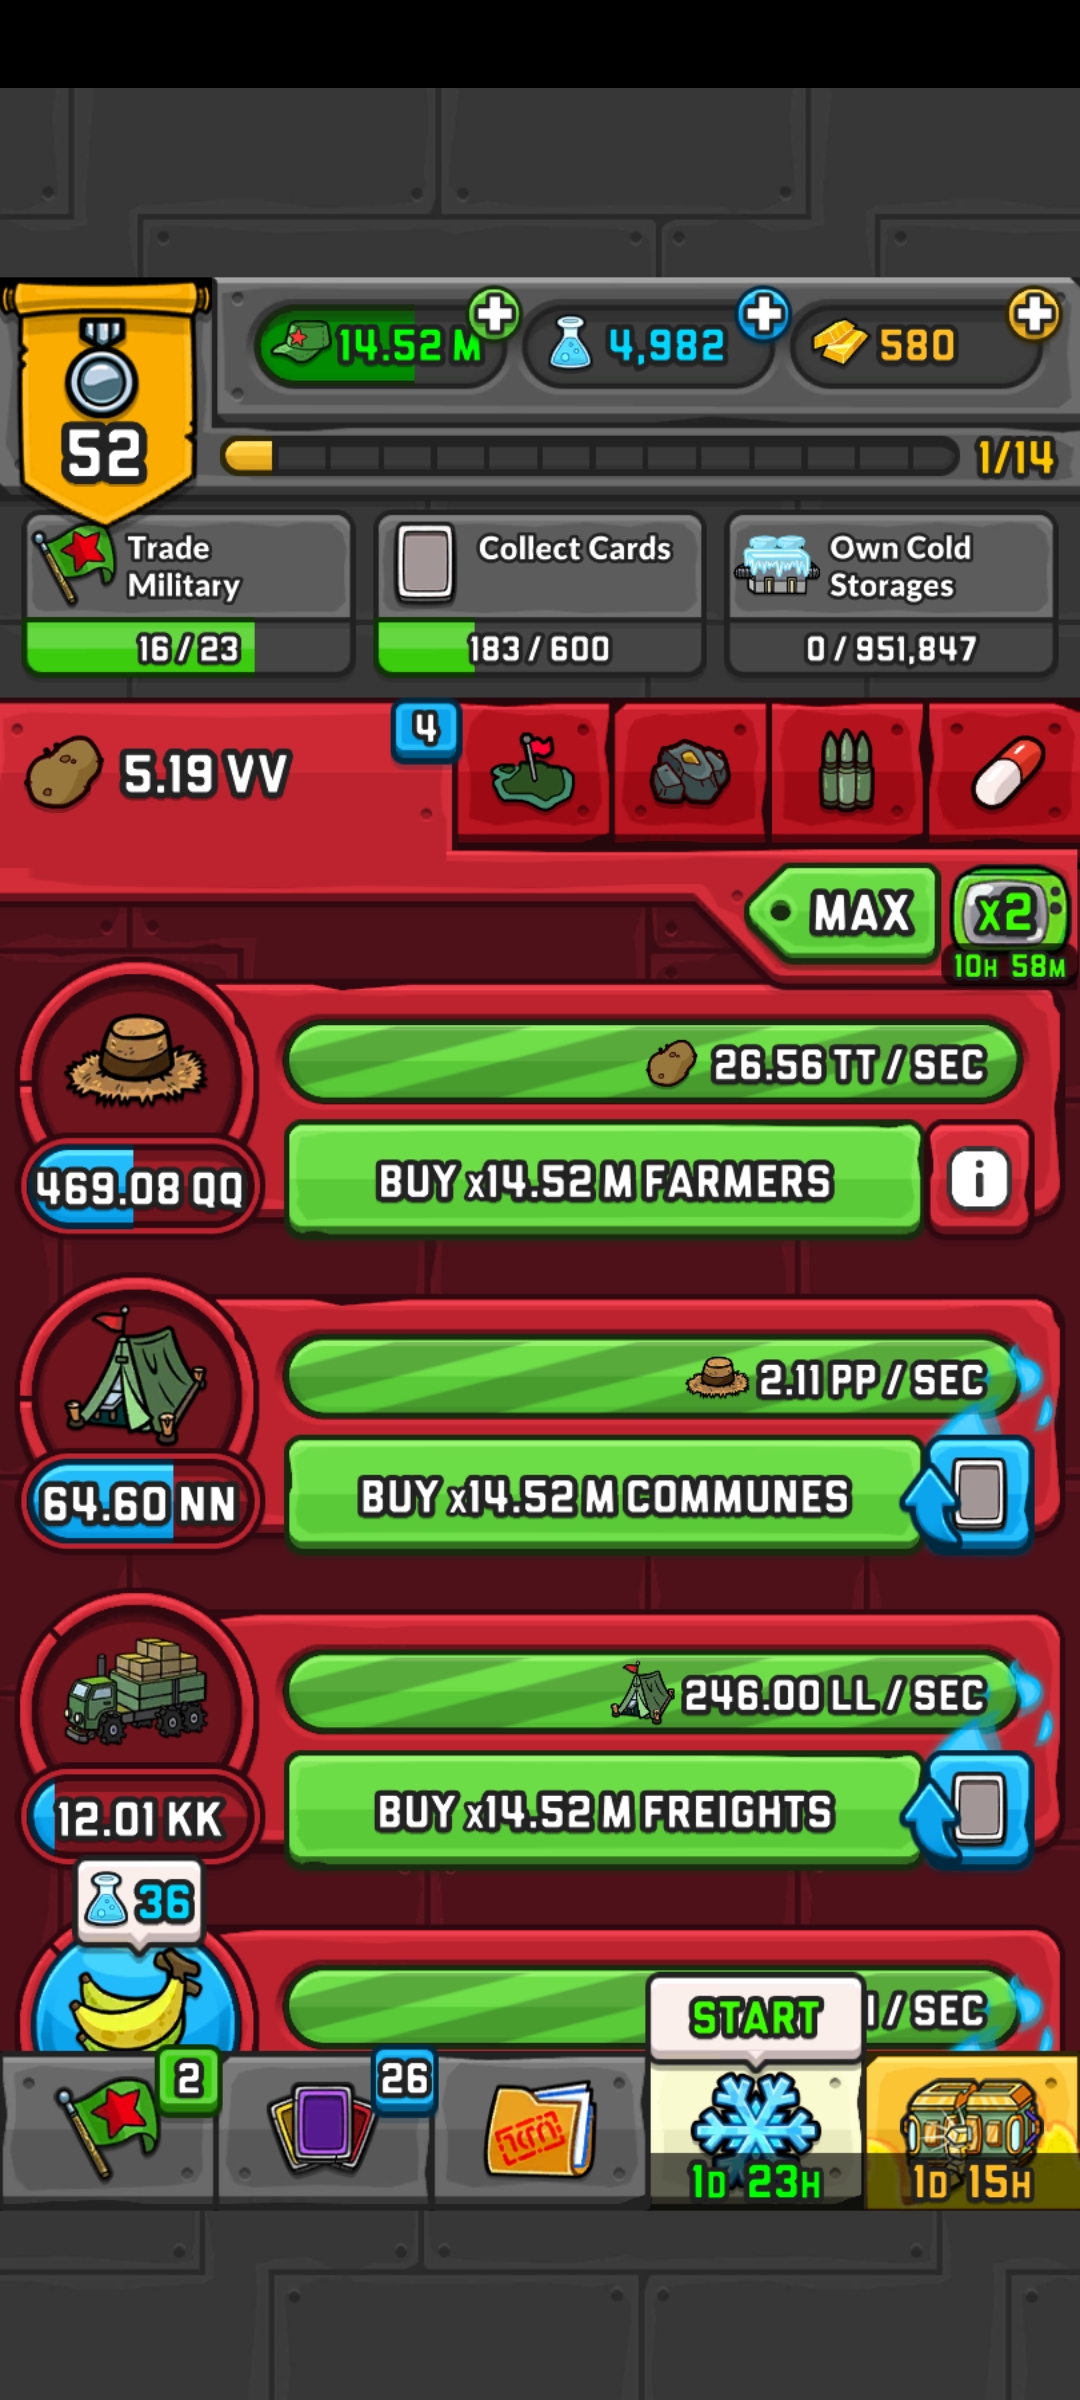 14.52 M
4,982
580
52
1/14
Trade
Military
Collect Cards
Own Cold
Storages
16/23
183/600
0/951,847
5.19 VV
4
MAX
x2
10H 58M
26.56 TT/SEC
469.08 QQ
BUY x14.52 M FARMERS
i
2.11 PP/SEC
64.60 NN
BUY x14.52 M COMMUNES
246.00 LL/SEC
12.01 KK
BUY x14.52 M FREIGHTS
36
/SEC
START
2
26
1D 23H
1D 15H